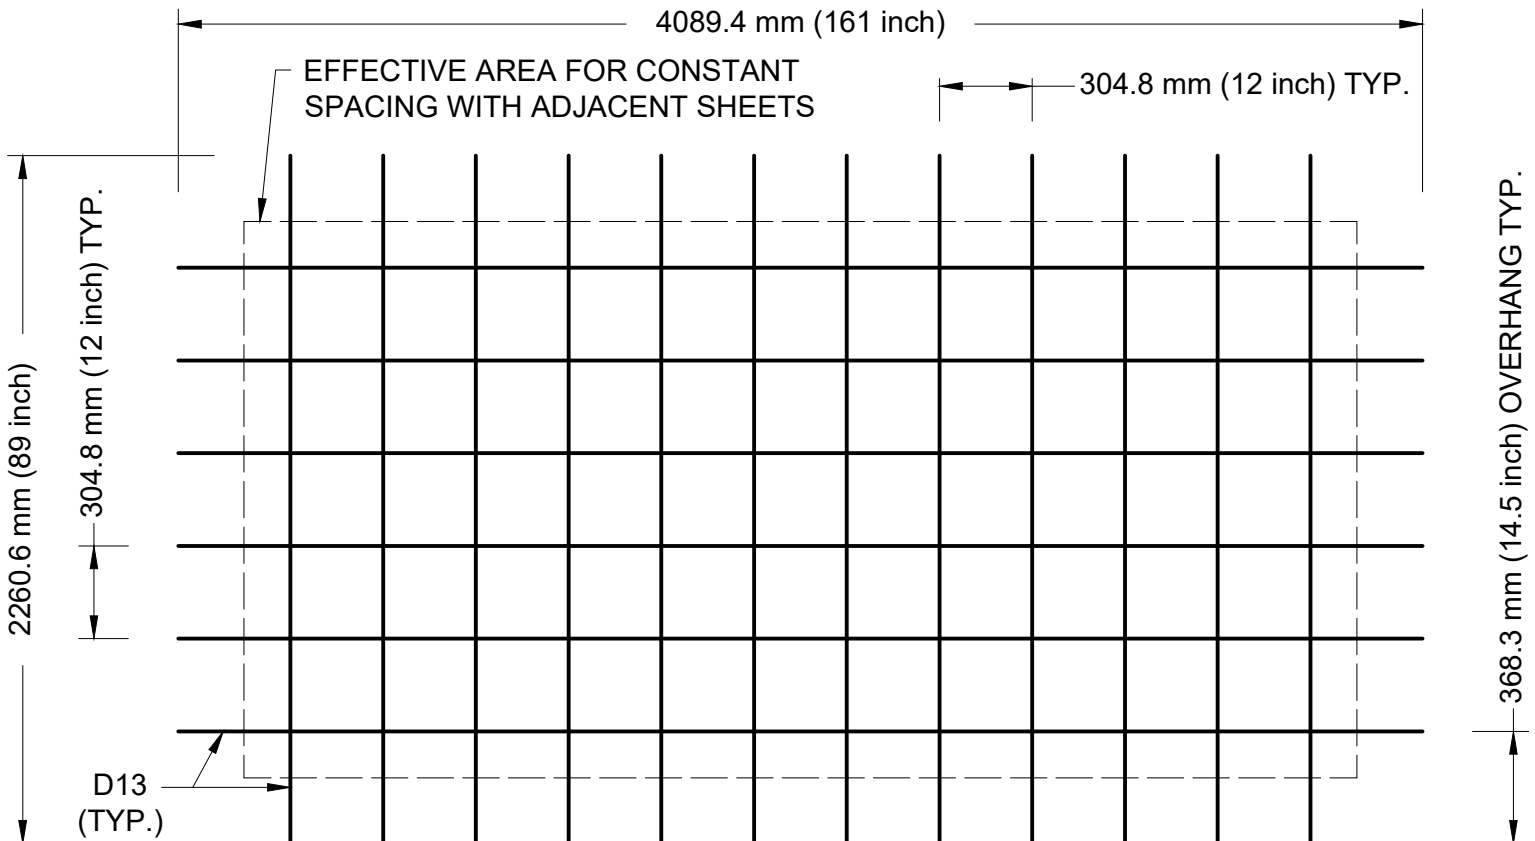 4089.4 mm (161 inch)
EFFECTIVE AREA FOR CONSTANT
SPACING WITH ADJACENT SHEETS
304.8 mm (12 inch) TYP.
2260.6 mm (89 inch)
304.8 mm (12 inch) TYP.
368.3 mm (14.5 inch) OVERHANG TYP.
D13
(TYP.)